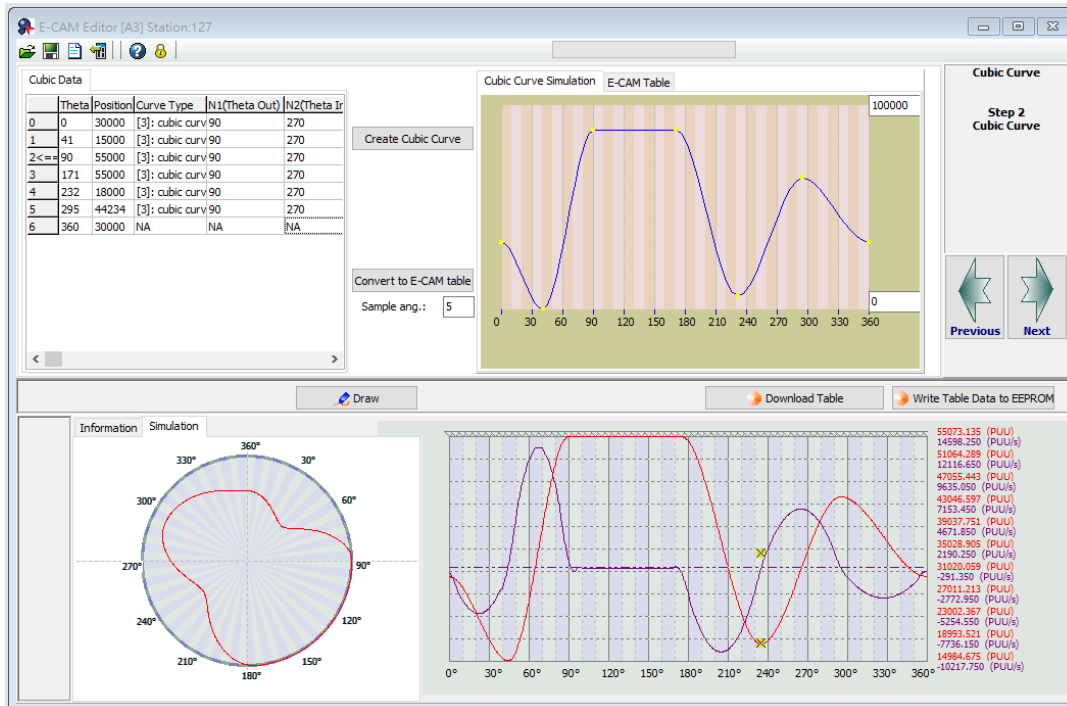 E-CAM Editor [A3] Station:127
Cubic Data
Theta Position Curve Type N1(Theta Out) N2(Theta Ir
0 0 30000 [3]: cubic curv 90 270
1 41 15000 [3]: cubic curv 90 270
2<== 90 55000 [3]: cubic curv 90 270
3 171 55000 [3]: cubic curv 90 270
4 232 18000 [3]: cubic curv 90 270
5 295 44234 [3]: cubic curv 90 270
6 360 30000 NA NA NA
Create Cubic Curve
Convert to E-CAM table
Sample ang.: 5
Cubic Curve Simulation E-CAM Table
100000
0
0 30 60 90 120 150 180 210 240 270 300 330 360
Cubic Curve
Step 2
Cubic Curve
Previous Next
Draw Download Table Write Table Data to EEPROM
Information Simulation
360°
30°
60°
90°
120°
150°
180°
210°
240°
270°
300°
330°
55073.135 (PUU)
14598.250 (PUU/s)
51064.289 (PUU)
12116.650 (PUU/s)
47055.443 (PUU)
9635.050 (PUU/s)
43046.597 (PUU)
7153.450 (PUU/s)
39037.751 (PUU)
4671.850 (PUU/s)
35028.905 (PUU)
2190.250 (PUU/s)
31020.059 (PUU)
-291.350 (PUU/s)
27011.213 (PUU)
-2772.950 (PUU/s)
23002.367 (PUU)
-5254.550 (PUU/s)
18993.521 (PUU)
-7736.150 (PUU/s)
14984.675 (PUU)
-10217.750 (PUU/s)
0° 30° 60° 90° 120° 150° 180° 210° 240° 270° 300° 330° 360°